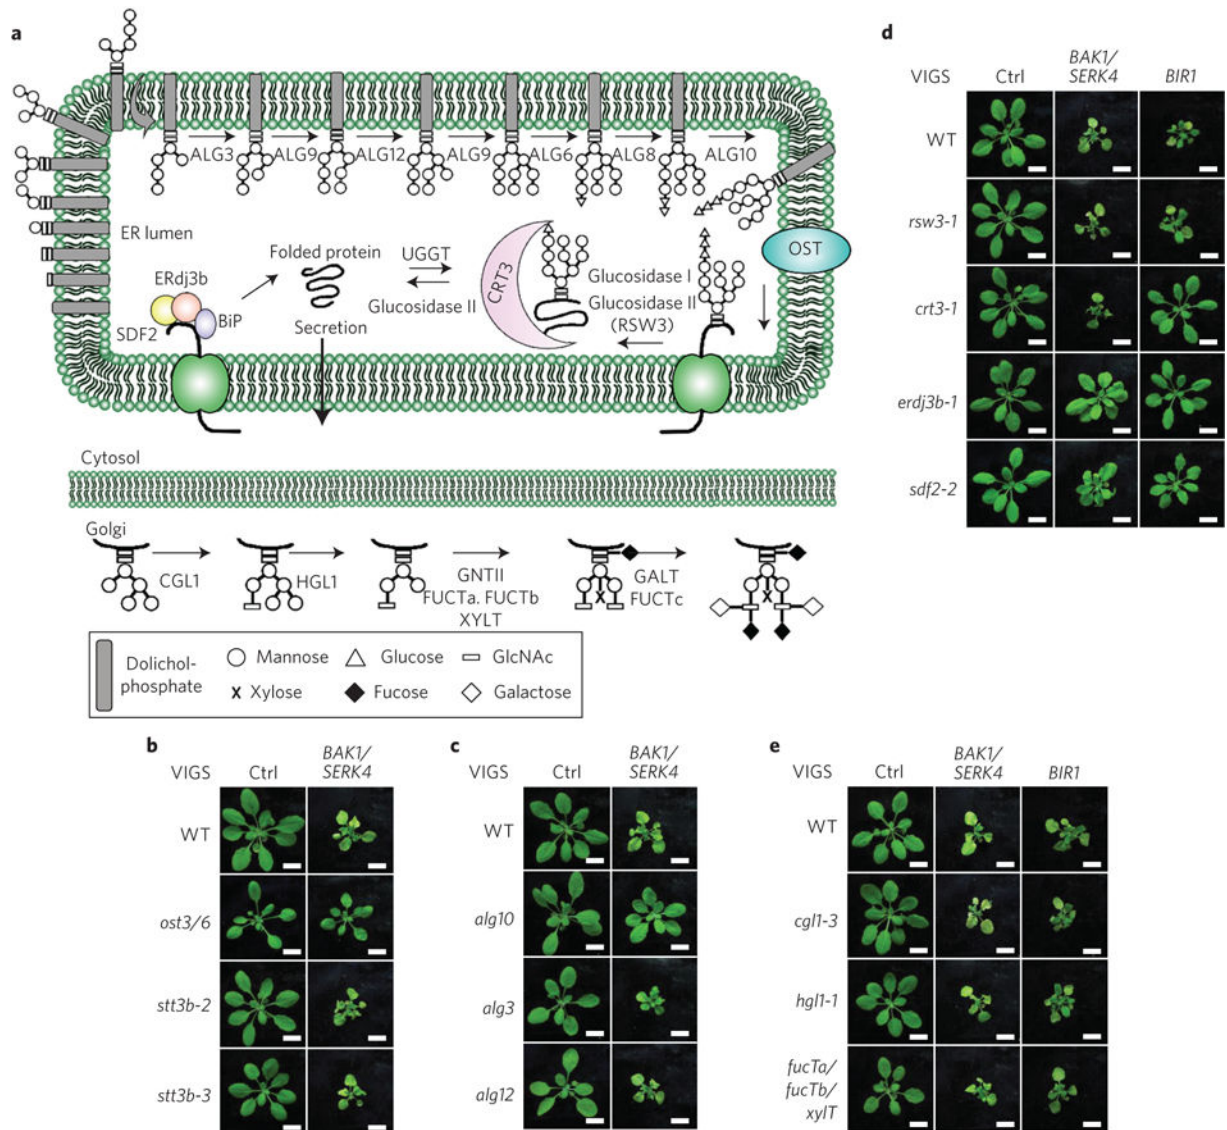 a
ALG3
ALG9
ALG12
ALG9
ALG6
ALG8
ALG10
ER lumen
OST
ERdj3b
SDF2
BiP
Folded protein
Secretion
UGGT
Glucosidase II
CRT3
Glucosidase I
Glucosidase II
(RSW3)
Cytosol
Golgi
CGL1
HGL1
GNTII
FUCTa. FUCTb
XYLT
GALT
FUCTc
Dolichol-
phosphate
Mannose
Glucose
GlcNAc
Xylose
Fucose
Galactose
d
VIGS Ctrl BAK1/
SERK4 BIR1
WT
rsw3-1
crt3-1
erdj3b-1
sdf2-2
b
VIGS Ctrl BAK1/
SERK4
WT
ost3/6
stt3b-2
stt3b-3
c
VIGS Ctrl BAK1/
SERK4
WT
alg10
alg3
alg12
e
VIGS Ctrl BAK1/
SERK4 BIR1
WT
cgl1-3
hgl1-1
fucTa/
fucTb/
xylT